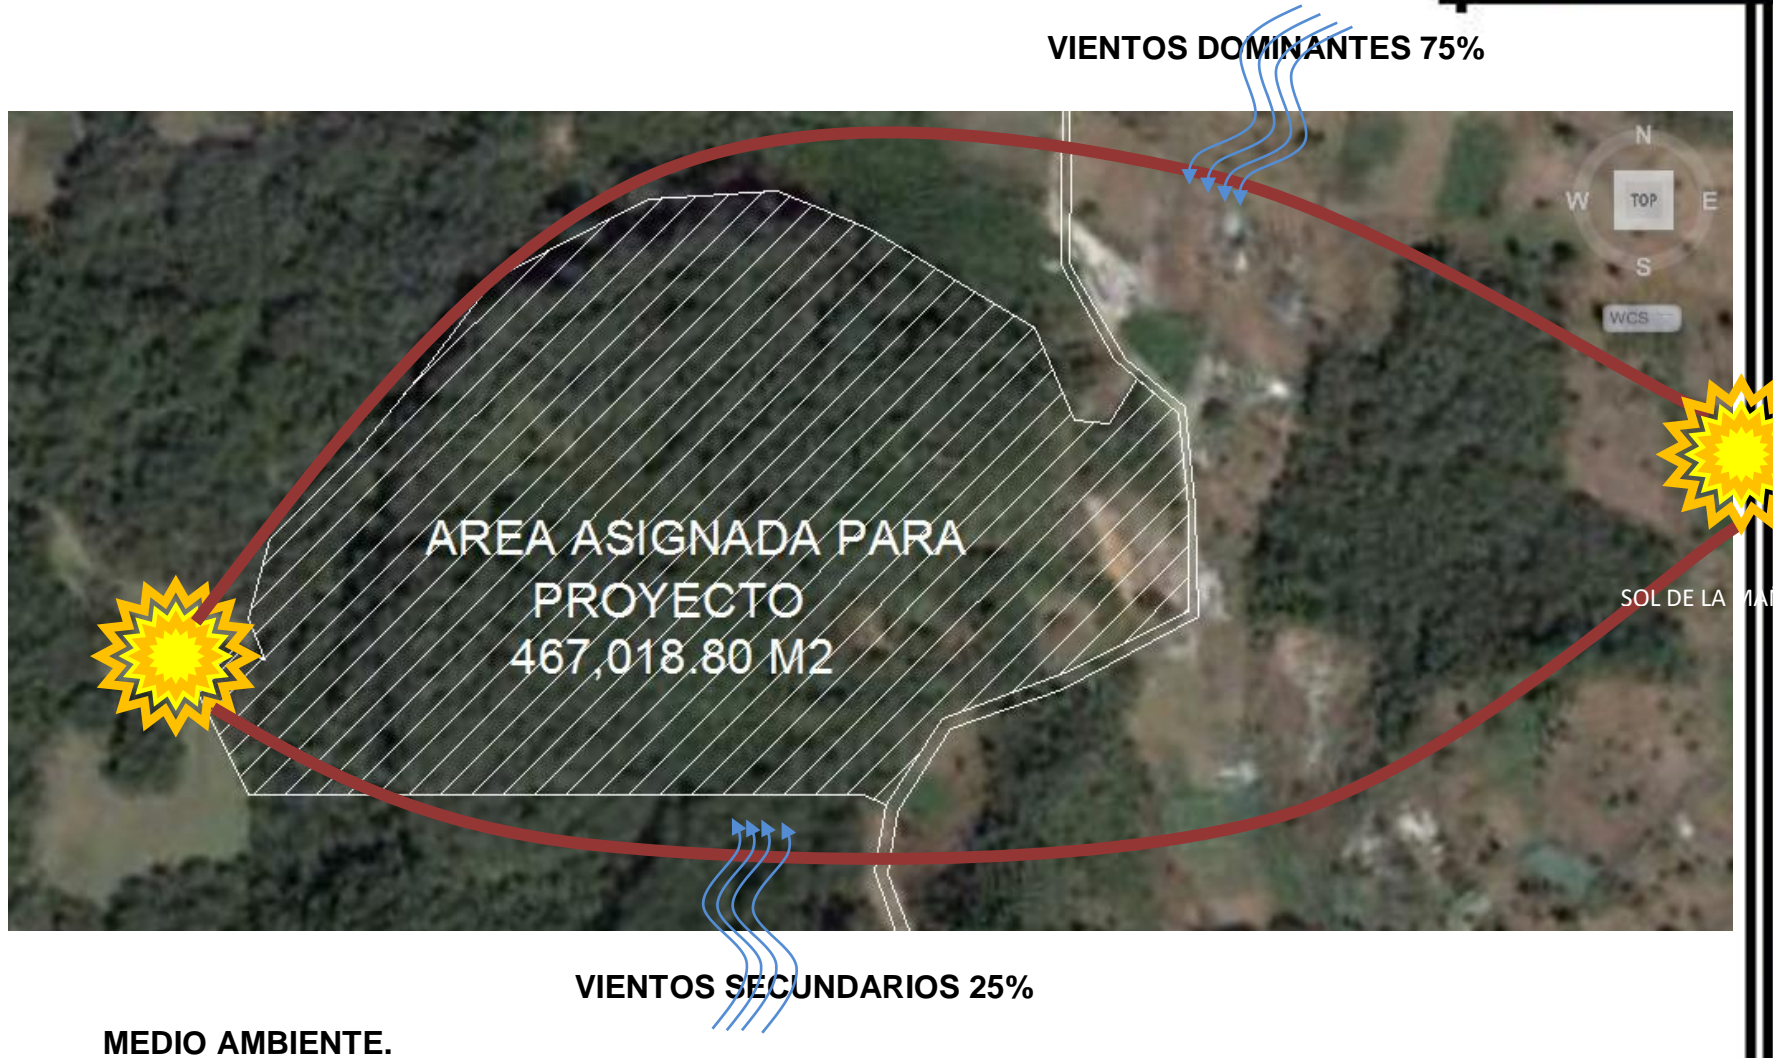 VIENTOS DOMINANTES 75%
N
W TOP E
S
WCS
AREA ASIGNADA PARA
PROYECTO
467,018.80 M2
SOL DE LA
VIENTOS SECUNDARIOS 25%
MEDIO AMBIENTE.